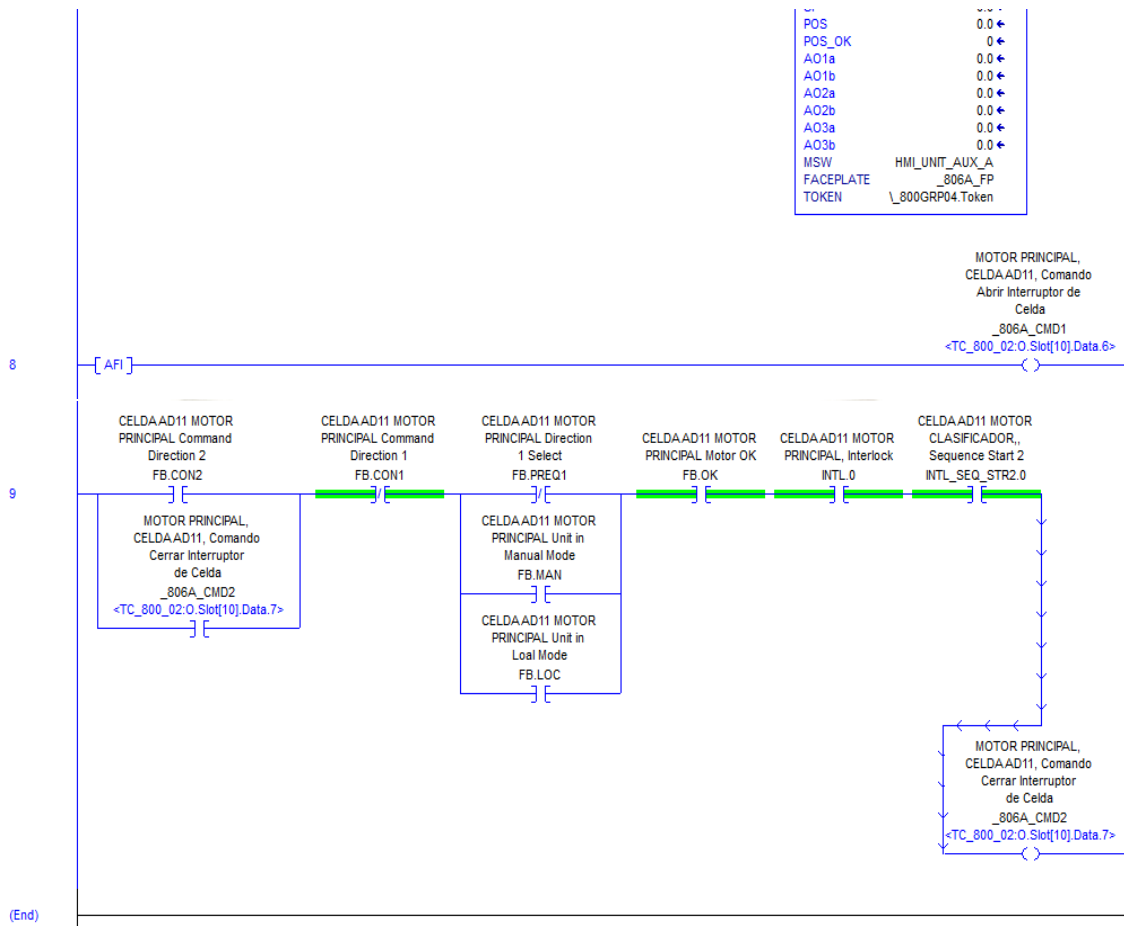 POS 0.0
POS_OK 0
AO1a 0.0
AO1b 0.0
AO2a 0.0
AO2b 0.0
AO3a 0.0
AO3b 0.0
MSW HMI_UNIT_AUX_A
FACEPLATE _806A_FP
TOKEN \_800GRP04.Token
MOTOR PRINCIPAL,
CELDA AD11, Comando
Abrir Interruptor de
Celda
_806A_CMD1
<TC_800_02:O.Slot[10].Data.6>
8
AFI
CELDA AD11 MOTOR
PRINCIPAL Command
Direction 2
FB.CON2
CELDA AD11 MOTOR
PRINCIPAL Command
Direction 1
FB.CON1
CELDA AD11 MOTOR
PRINCIPAL Direction
1 Select
FB.PREQ1
CELDA AD11 MOTOR
PRINCIPAL Motor OK
FB.OK
CELDA AD11 MOTOR
PRINCIPAL, Interlock
INTL.0
CELDA AD11 MOTOR
CLASIFICADOR,,
Sequence Start 2
INTL_SEQ_STR2.0
9
MOTOR PRINCIPAL,
CELDA AD11, Comando
Cerrar Interruptor
de Celda
_806A_CMD2
<TC_800_02:O.Slot[10].Data.7>
CELDA AD11 MOTOR
PRINCIPAL Unit in
Manual Mode
FB.MAN
CELDA AD11 MOTOR
PRINCIPAL Unit in
Loal Mode
FB.LOC
MOTOR PRINCIPAL,
CELDA AD11, Comando
Cerrar Interruptor
de Celda
_806A_CMD2
<TC_800_02:O.Slot[10].Data.7>
(End)